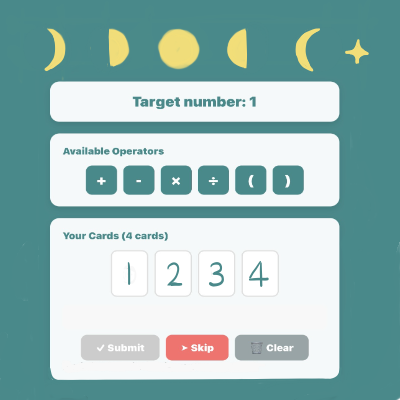 Target number: 1
Available Operators
+ - × ÷ ( )
Your Cards (4 cards)
1 2 3 4
✓ Submit ➤ Skip Clear